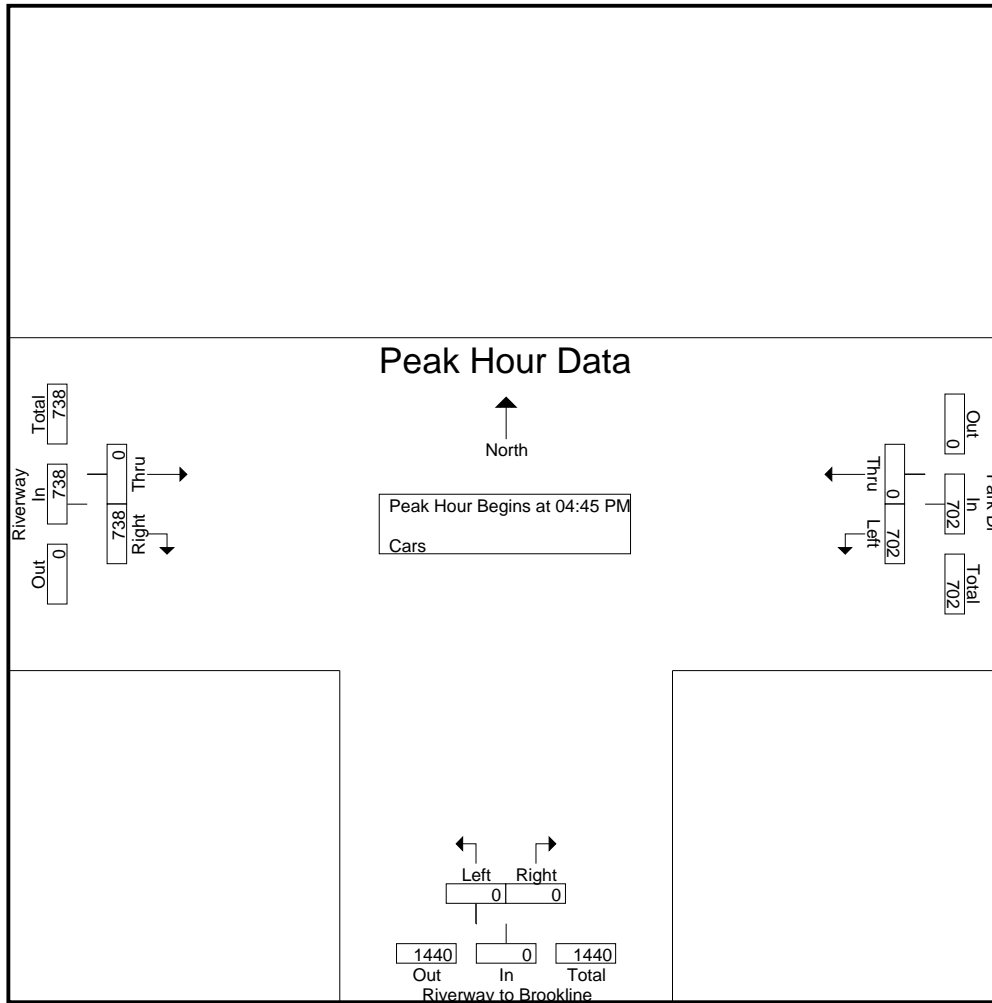 Peak Hour Data
North
Peak Hour Begins at 04:45 PM
Cars
Riverway
Out In Total
0 738 738
Right Thru
738 0
Out In Total
0 702 702
Thru Left
0 702
Left Right
0 0
1440 0 1440
Out In Total
Riverway to Brookline